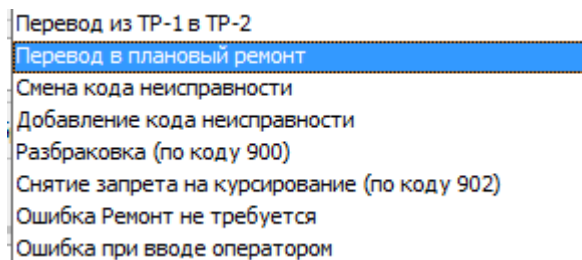 Перевод из ТР-1 в ТР-2
Перевод в плановый ремонт
Смена кода неисправности
Добавление кода неисправности
Разбраковка (по коду 900)
Снятие запрета на курсирование (по коду 902)
Ошибка Ремонт не требуется
Ошибка при вводе оператором